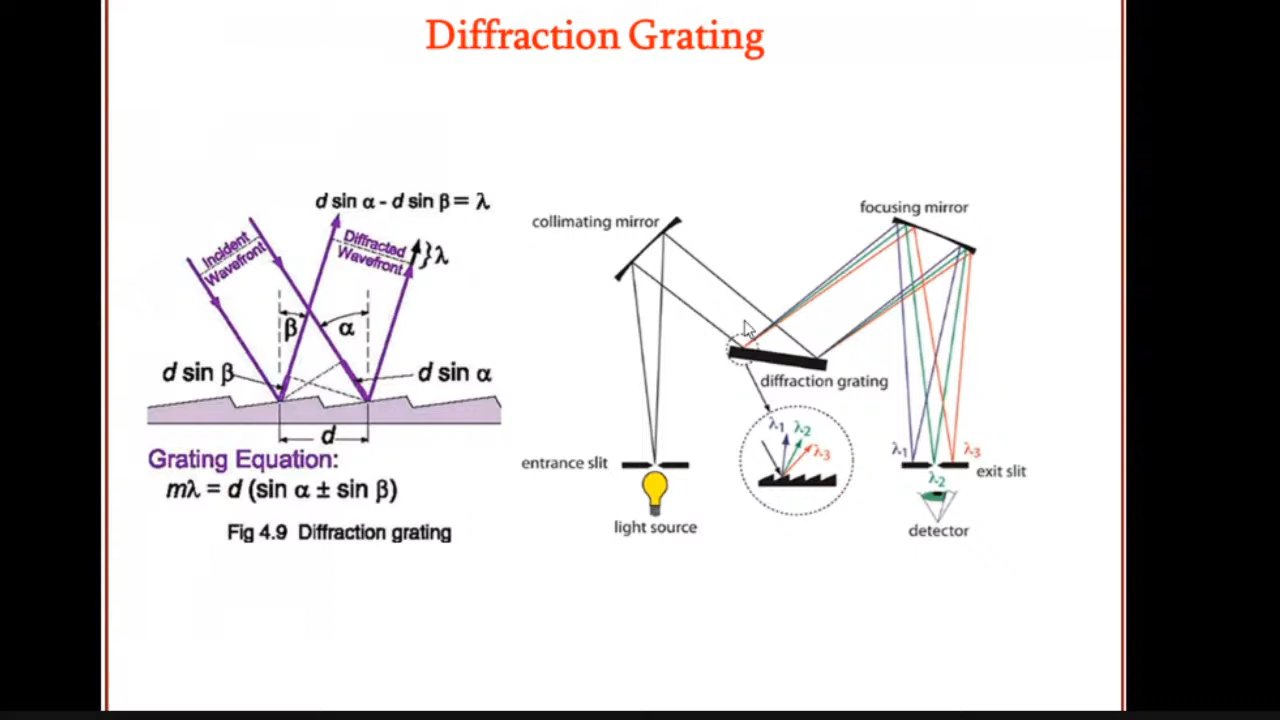 Diffraction Grating
d sin α - d sin β = λ
Incident
Wavefront
Diffracted
Wavefront
}λ
β
α
d sin β
d sin α
d
Grating Equation:
mλ = d (sin α ± sin β)
Fig 4.9 Diffraction grating
collimating mirror
focusing mirror
diffraction grating
λ1
λ2
λ3
entrance slit
light source
λ1
λ3
exit slit
λ2
detector